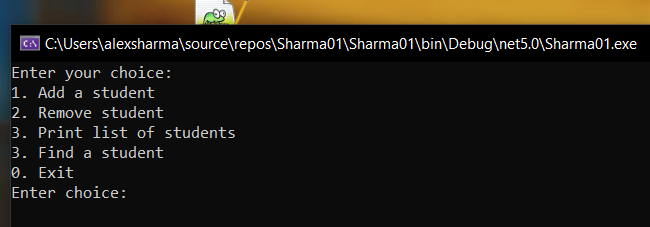 C:\Users\alexsharma\source\repos\Sharma01\Sharma01\bin\Debug\net5.0\Sharma01.exe
Enter your choice:
1. Add a student
2. Remove student
3. Print list of students
3. Find a student
0. Exit
Enter choice: